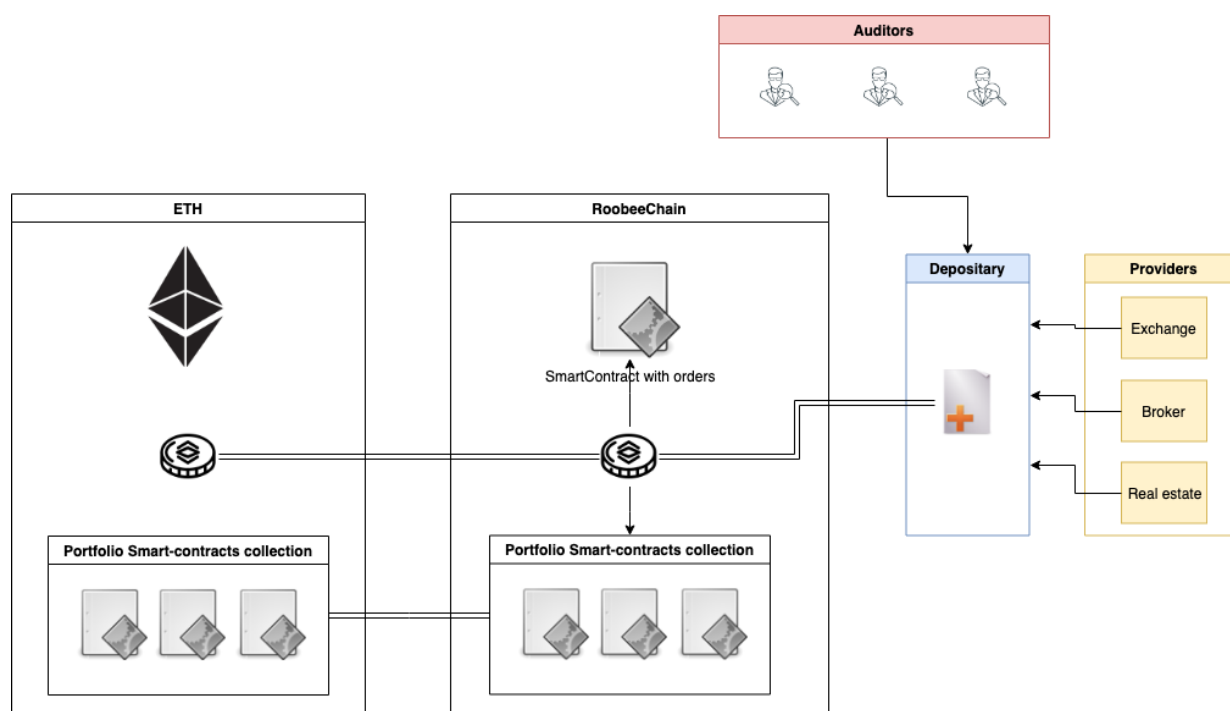 Auditors
ETH
RoobeeChain
SmartContract with orders
Depositary
Providers
Exchange
Broker
Real estate
Portfolio Smart-contracts collection
Portfolio Smart-contracts collection